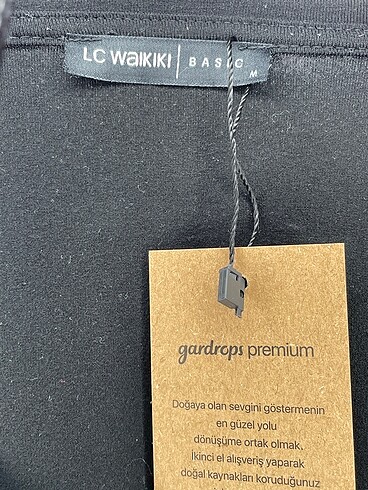 LC WAIKIKI | BASIC
M
gardrops premium
Doğaya olan sevgini göstermenin
en güzel yolu
dönüşüme ortak olmak.
İkinci el alışveriş yaparak
doğal kaynakları koruduğunuz